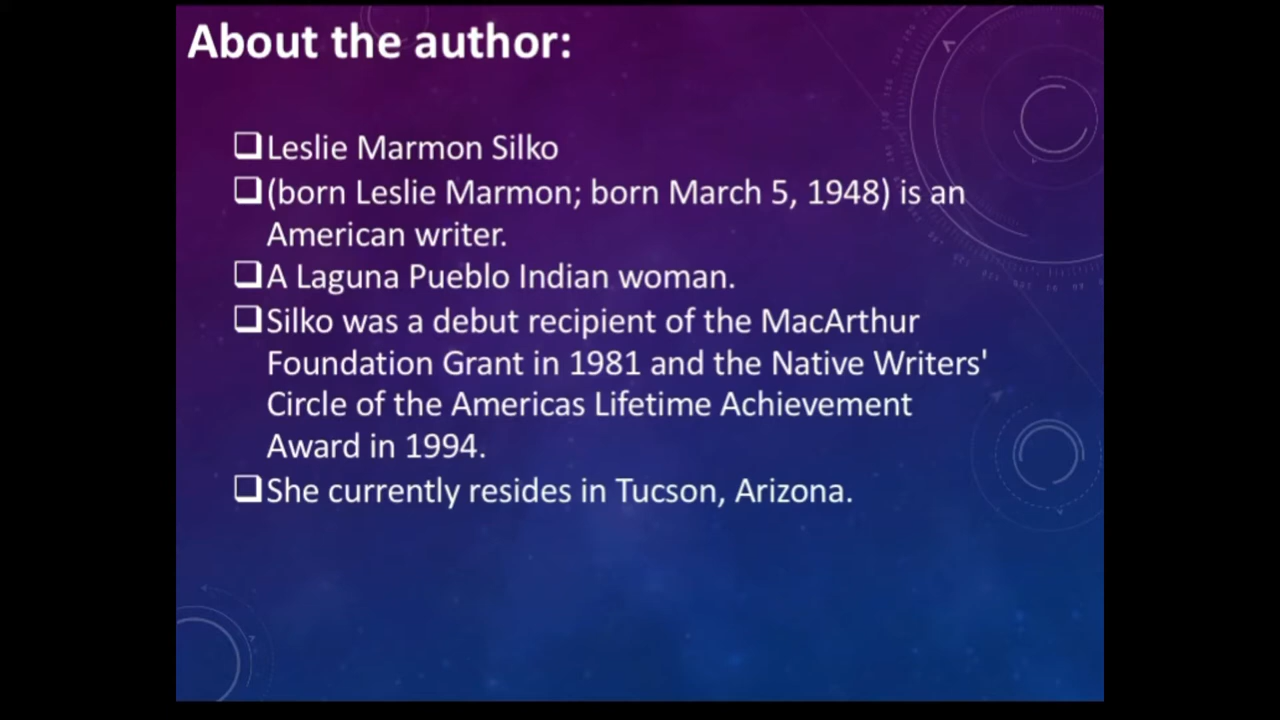 About the author:
❑Leslie Marmon Silko
❑(born Leslie Marmon; born March 5, 1948) is an
American writer.
❑A Laguna Pueblo Indian woman.
❑Silko was a debut recipient of the MacArthur
Foundation Grant in 1981 and the Native Writers'
Circle of the Americas Lifetime Achievement
Award in 1994.
❑She currently resides in Tucson, Arizona.